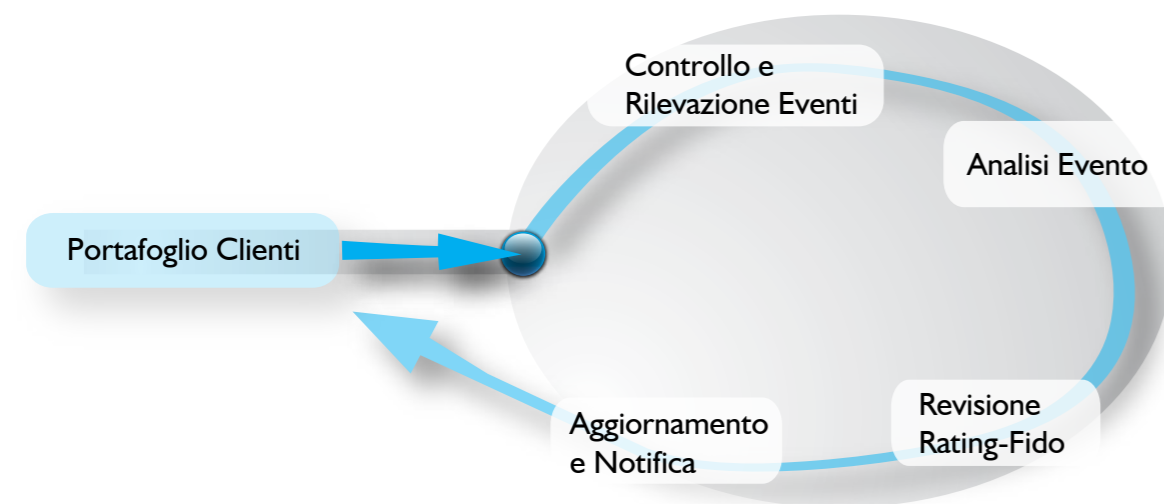 Controllo e
Rilevazione Eventi
Analisi Evento
Portafoglio Clienti
Revisione
Rating-Fido
Aggiornamento
e Notifica